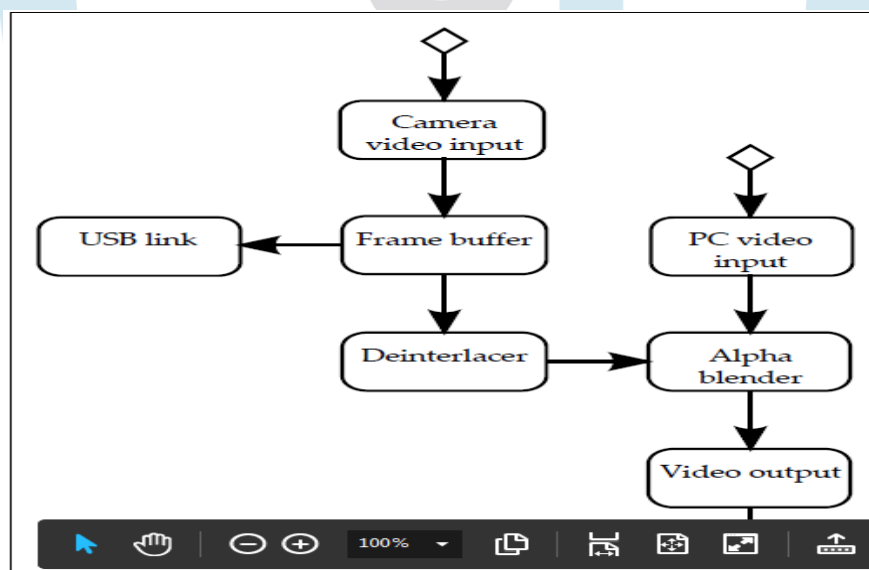 Camera
video input
USB link
Frame buffer
PC video
input
Deinterlacer
Alpha
blender
Video output
100%